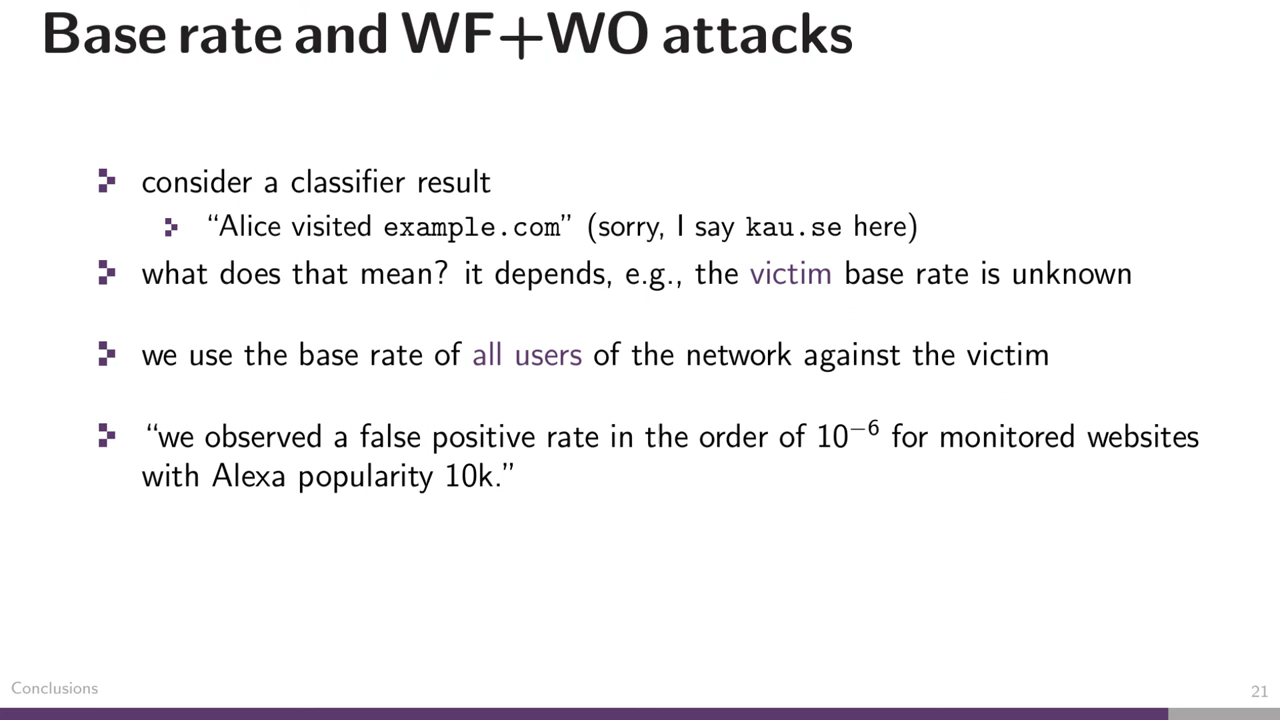 Base rate and WF+WO attacks
consider a classifier result
“Alice visited example.com” (sorry, I say kau.se here)
what does that mean? it depends, e.g., the victim base rate is unknown
we use the base rate of all users of the network against the victim
“we observed a false positive rate in the order of 10⁻⁶ for monitored websites
with Alexa popularity 10k.”
Conclusions
21